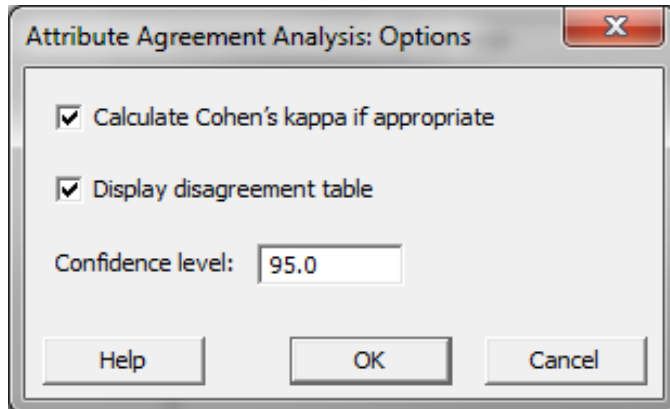 Attribute Agreement Analysis: Options
Calculate Cohen's kappa if appropriate
Display disagreement table
Confidence level: 95.0
Help OK Cancel